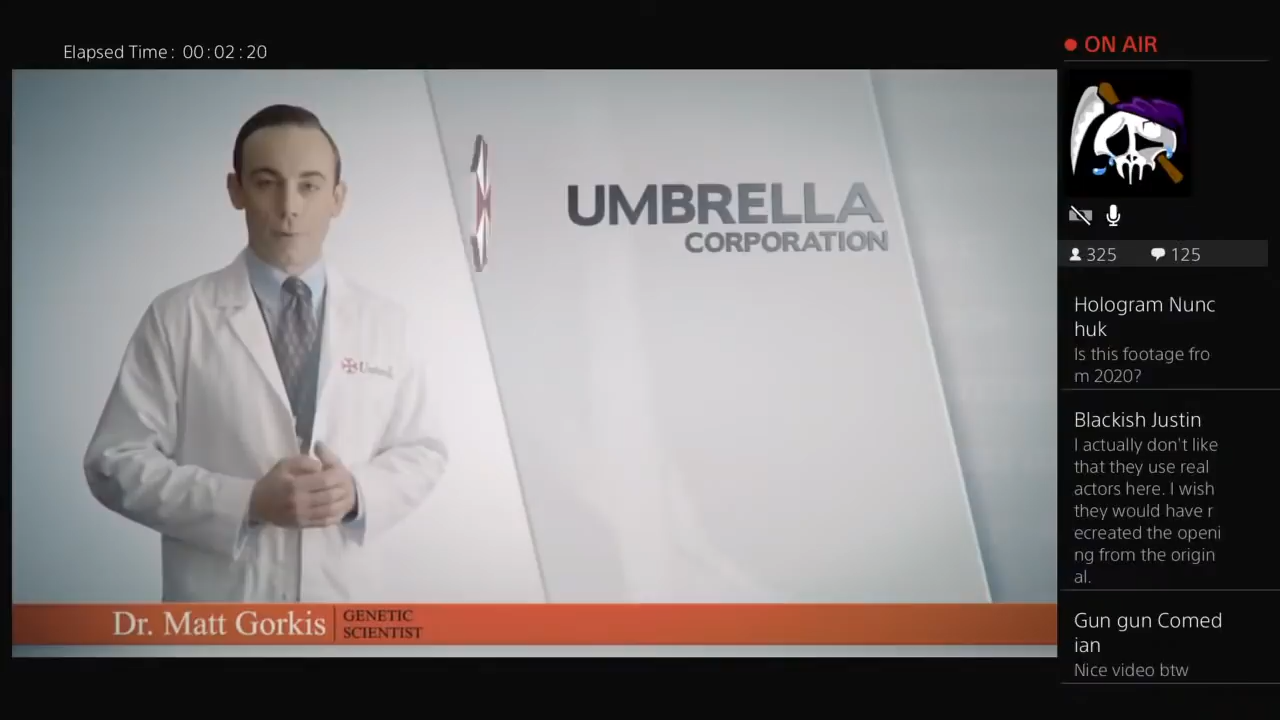 Elapsed Time: 00:02:20
ON AIR
UMBRELLA
CORPORATION
325 125
Hologram Nunc
huk
Is this footage fro
m 2020?
Blackish Justin
I actually don't like
that they use real
actors here. I wish
they would have r
ecreated the openi
ng from the origin
al.
Gun gun Comed
ian
Nice video btw
Dr. Matt Gorkis
GENETIC
SCIENTIST